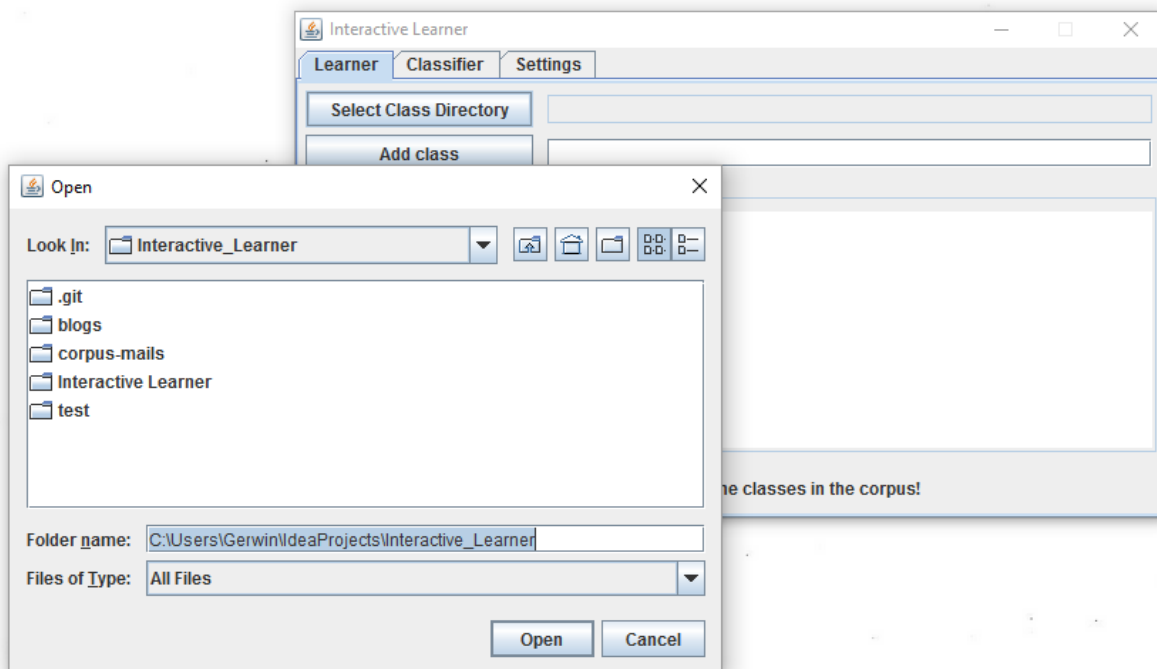 Interactive Learner
Learner Classifier Settings
Select Class Directory
Add class
Open
Look In: Interactive_Learner
.git
blogs
corpus-mails
Interactive Learner
test
classes in the corpus!
Folder name: C:\Users\Gerwin\IdeaProjects\Interactive_Learner
Files of Type: All Files
Open Cancel